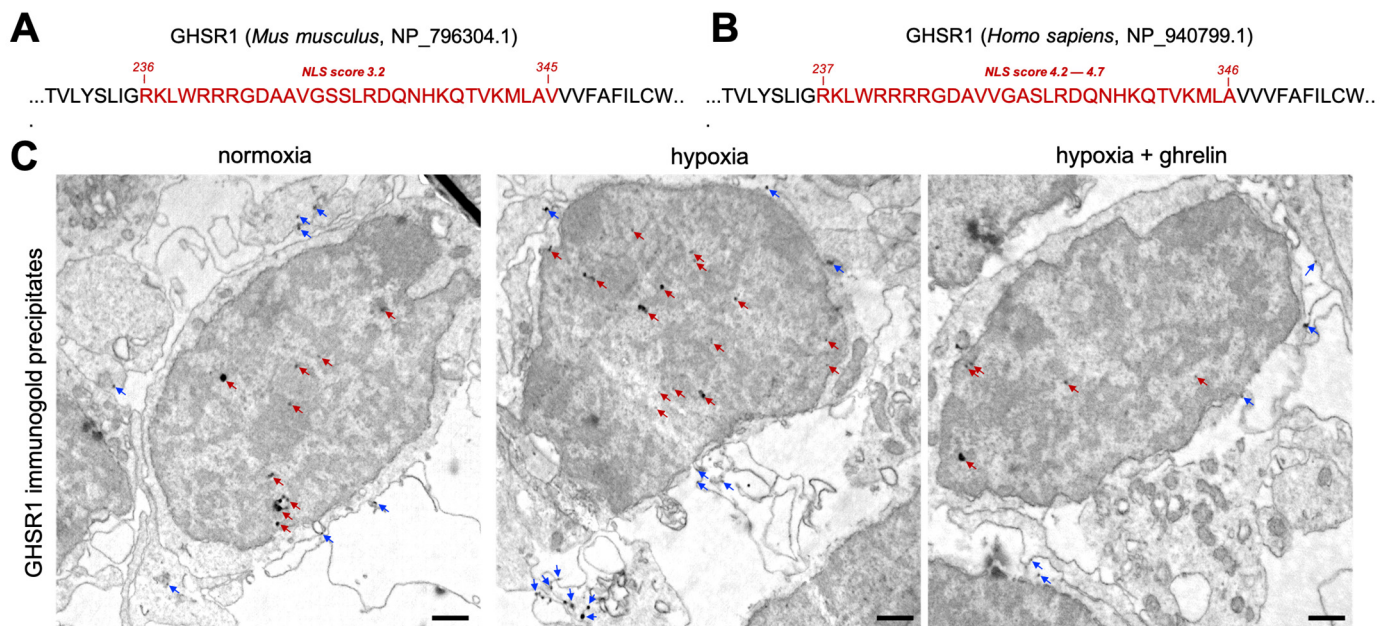 A
GHSR1 (Mus musculus, NP_796304.1)
236
NLS score 3.2
345
...TVLYSLIGRKLWRRRGDAAVGSSLRDQNHKQTVKMLAVVVFAFILCW..
.
B
GHSR1 (Homo sapiens, NP_940799.1)
237
NLS score 4.2 — 4.7
346
...TVLYSLIGRKLWRRRRGDAVVGASLRDQNHKQTVKMLAVVVFAFILCW..
.
C
normoxia
hypoxia
hypoxia + ghrelin
GHSR1 immunogold precipitates